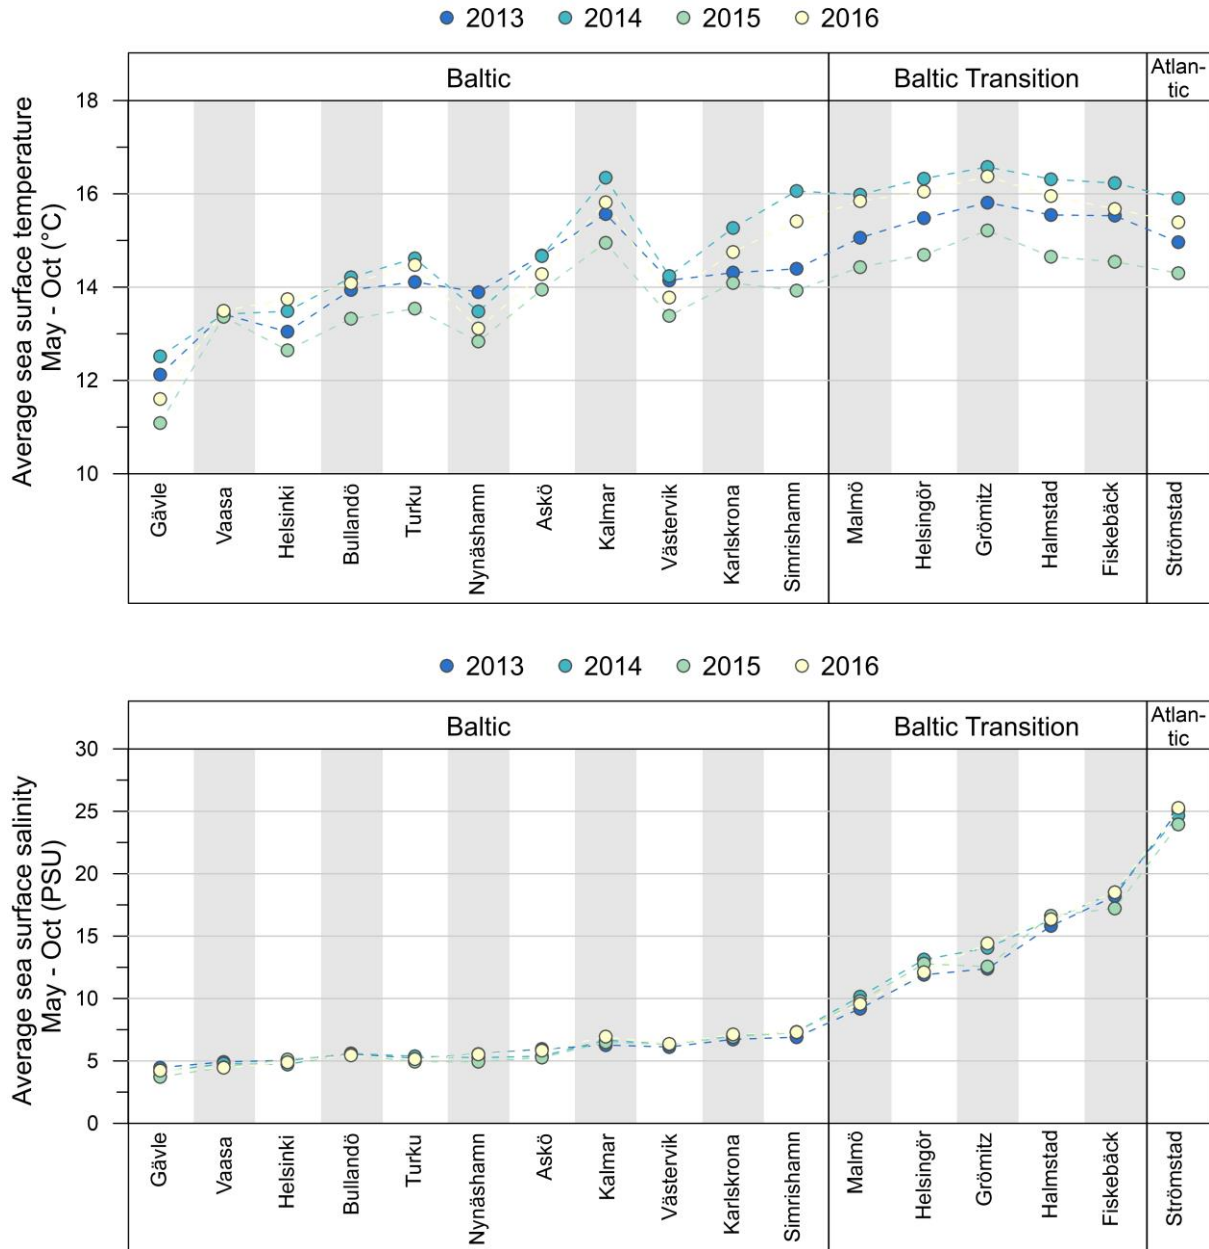 2013 2014 2015 2016
Baltic
Baltic Transition
Atlan-
tic
Average sea surface temperature
May - Oct (°C)
18
16
14
12
10
Gävle
Vaasa
Helsinki
Bullandö
Turku
Nynäshamn
Askö
Kalmar
Västervik
Karlskrona
Simrishamn
Malmö
Helsingör
Grömitz
Halmstad
Fiskebäck
Strömstad
2013 2014 2015 2016
Baltic
Baltic Transition
Atlan-
tic
Average sea surface salinity
May - Oct (PSU)
30
25
20
15
10
5
0
Gävle
Vaasa
Helsinki
Bullandö
Turku
Nynäshamn
Askö
Kalmar
Västervik
Karlskrona
Simrishamn
Malmö
Helsingör
Grömitz
Halmstad
Fiskebäck
Strömstad